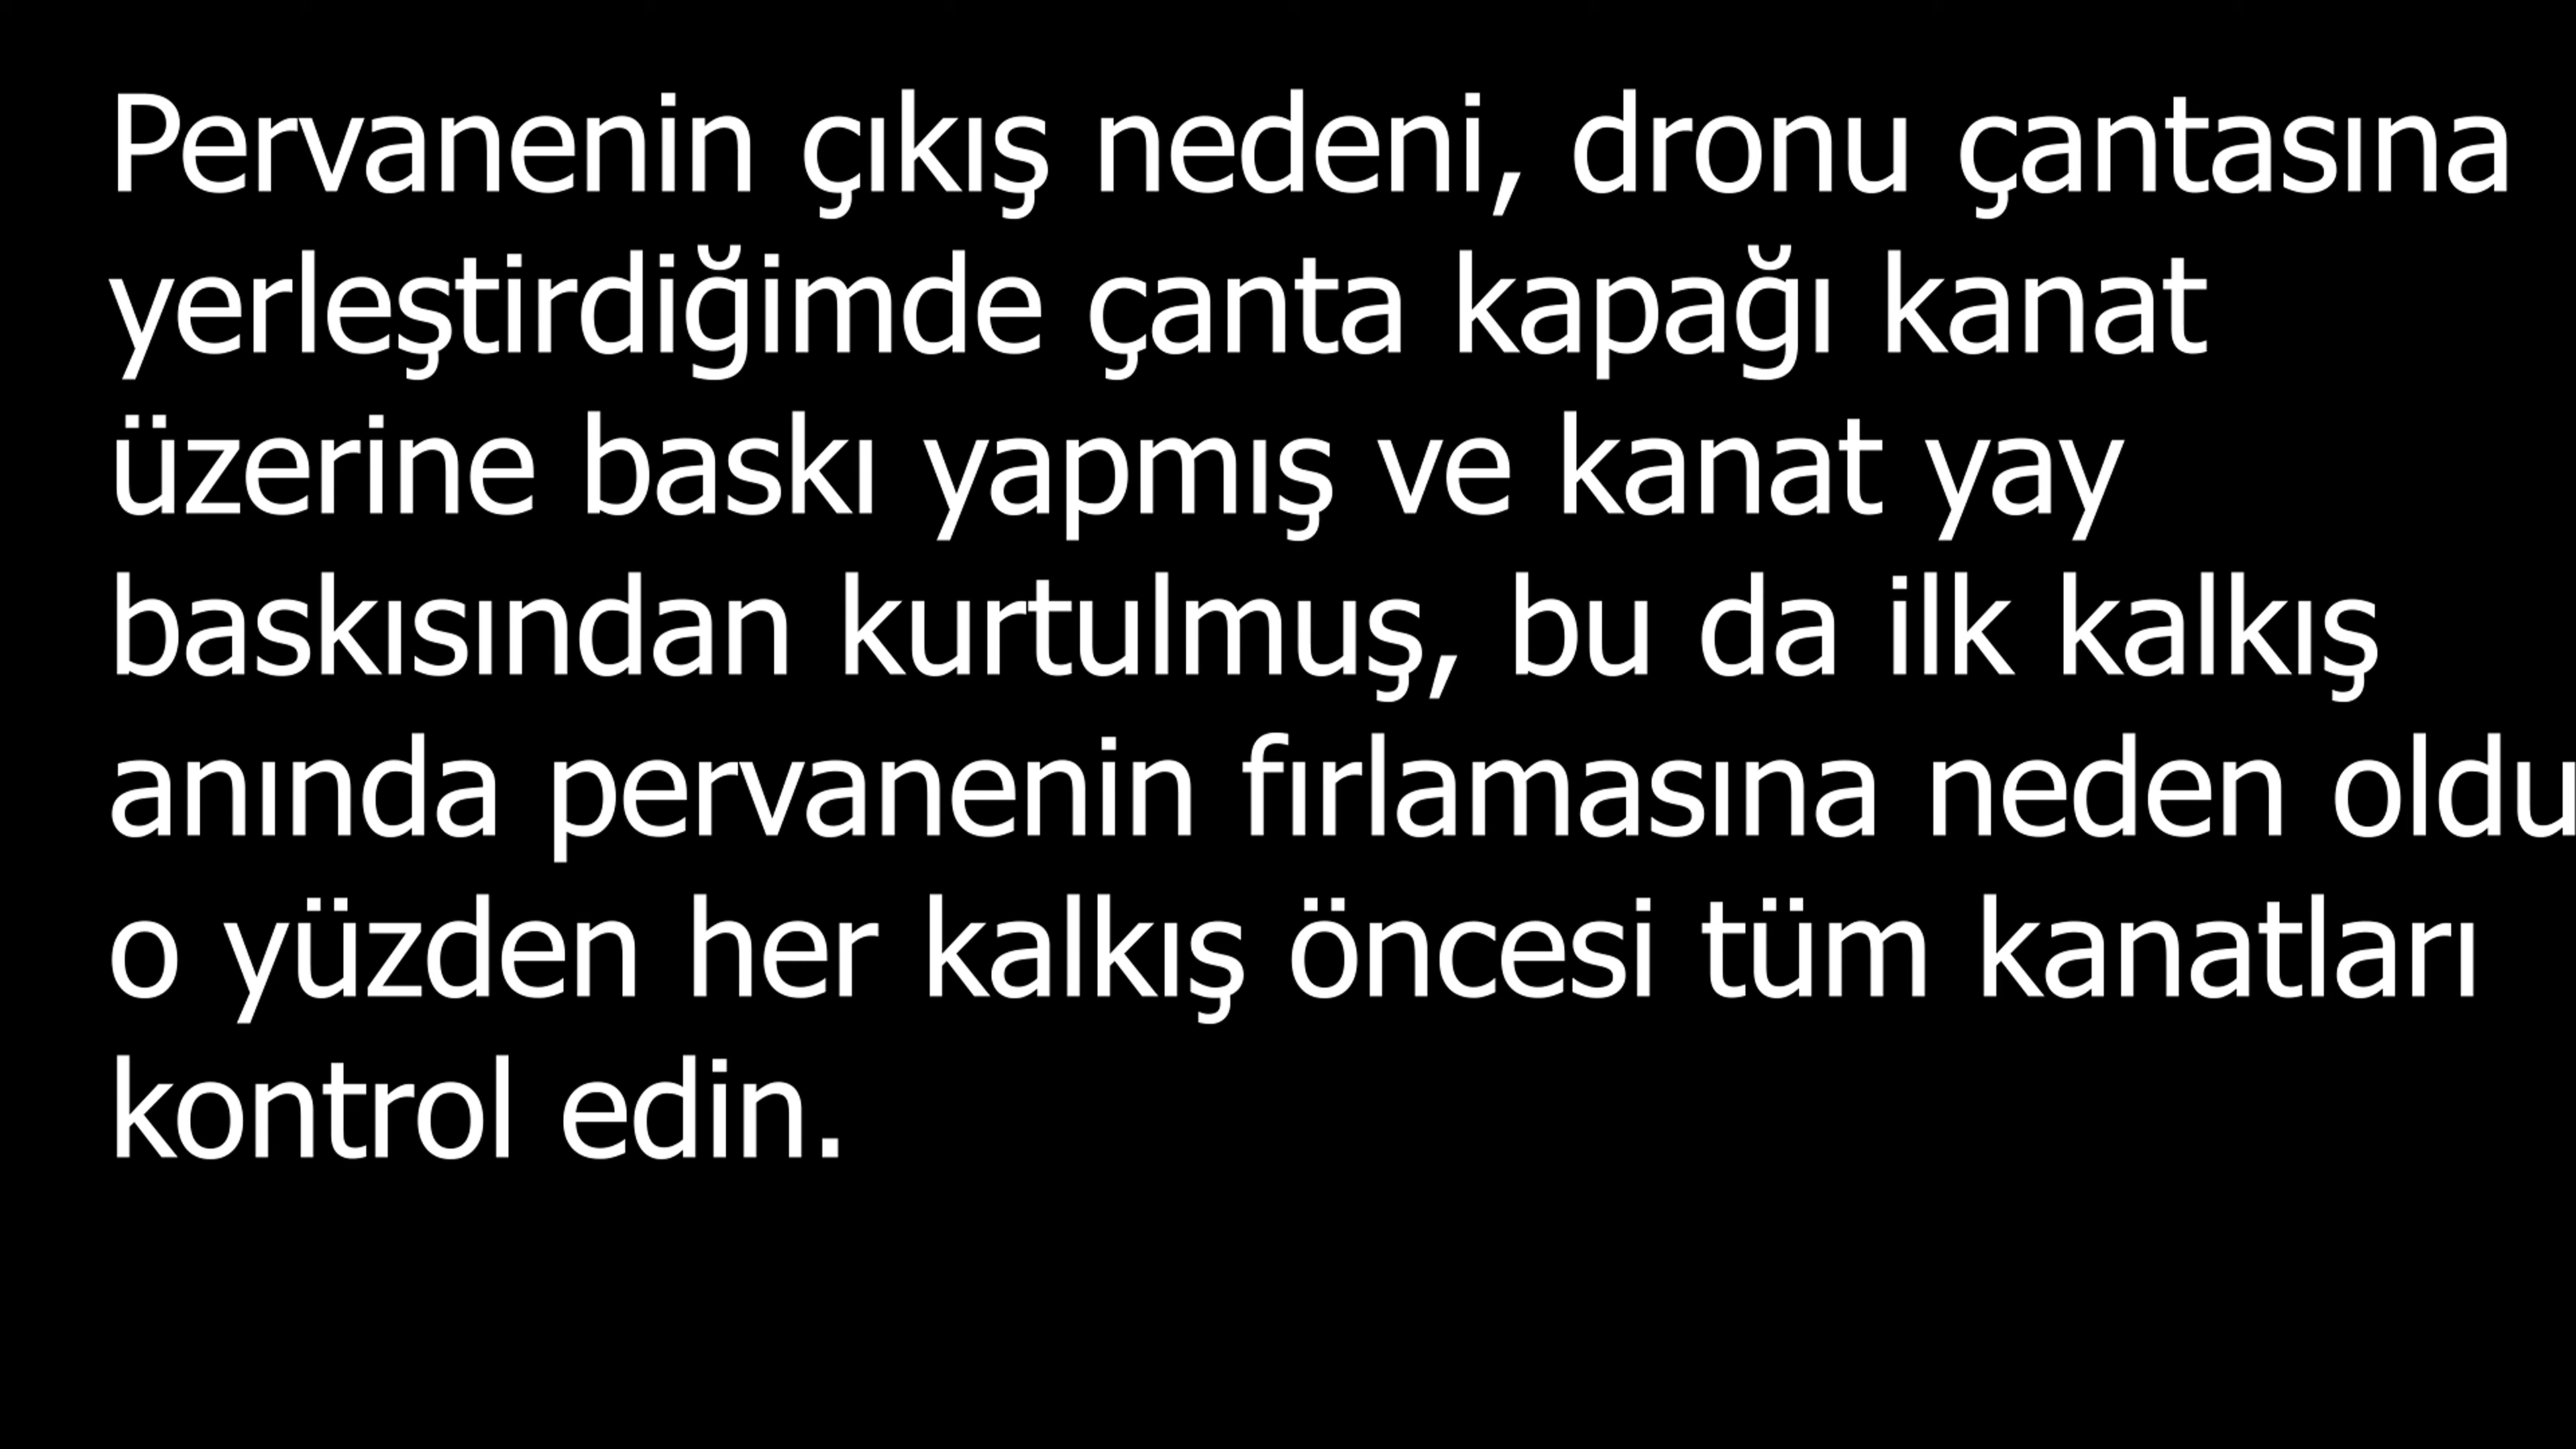 Pervanenin çıkış nedeni, dronu çantasına
yerleştirdiğimde çanta kapağı kanat
üzerine baskı yapmış ve kanat yay
baskısından kurtulmuş, bu da ilk kalkış
anında pervanenin fırlamasına neden oldu
o yüzden her kalkış öncesi tüm kanatları
kontrol edin.